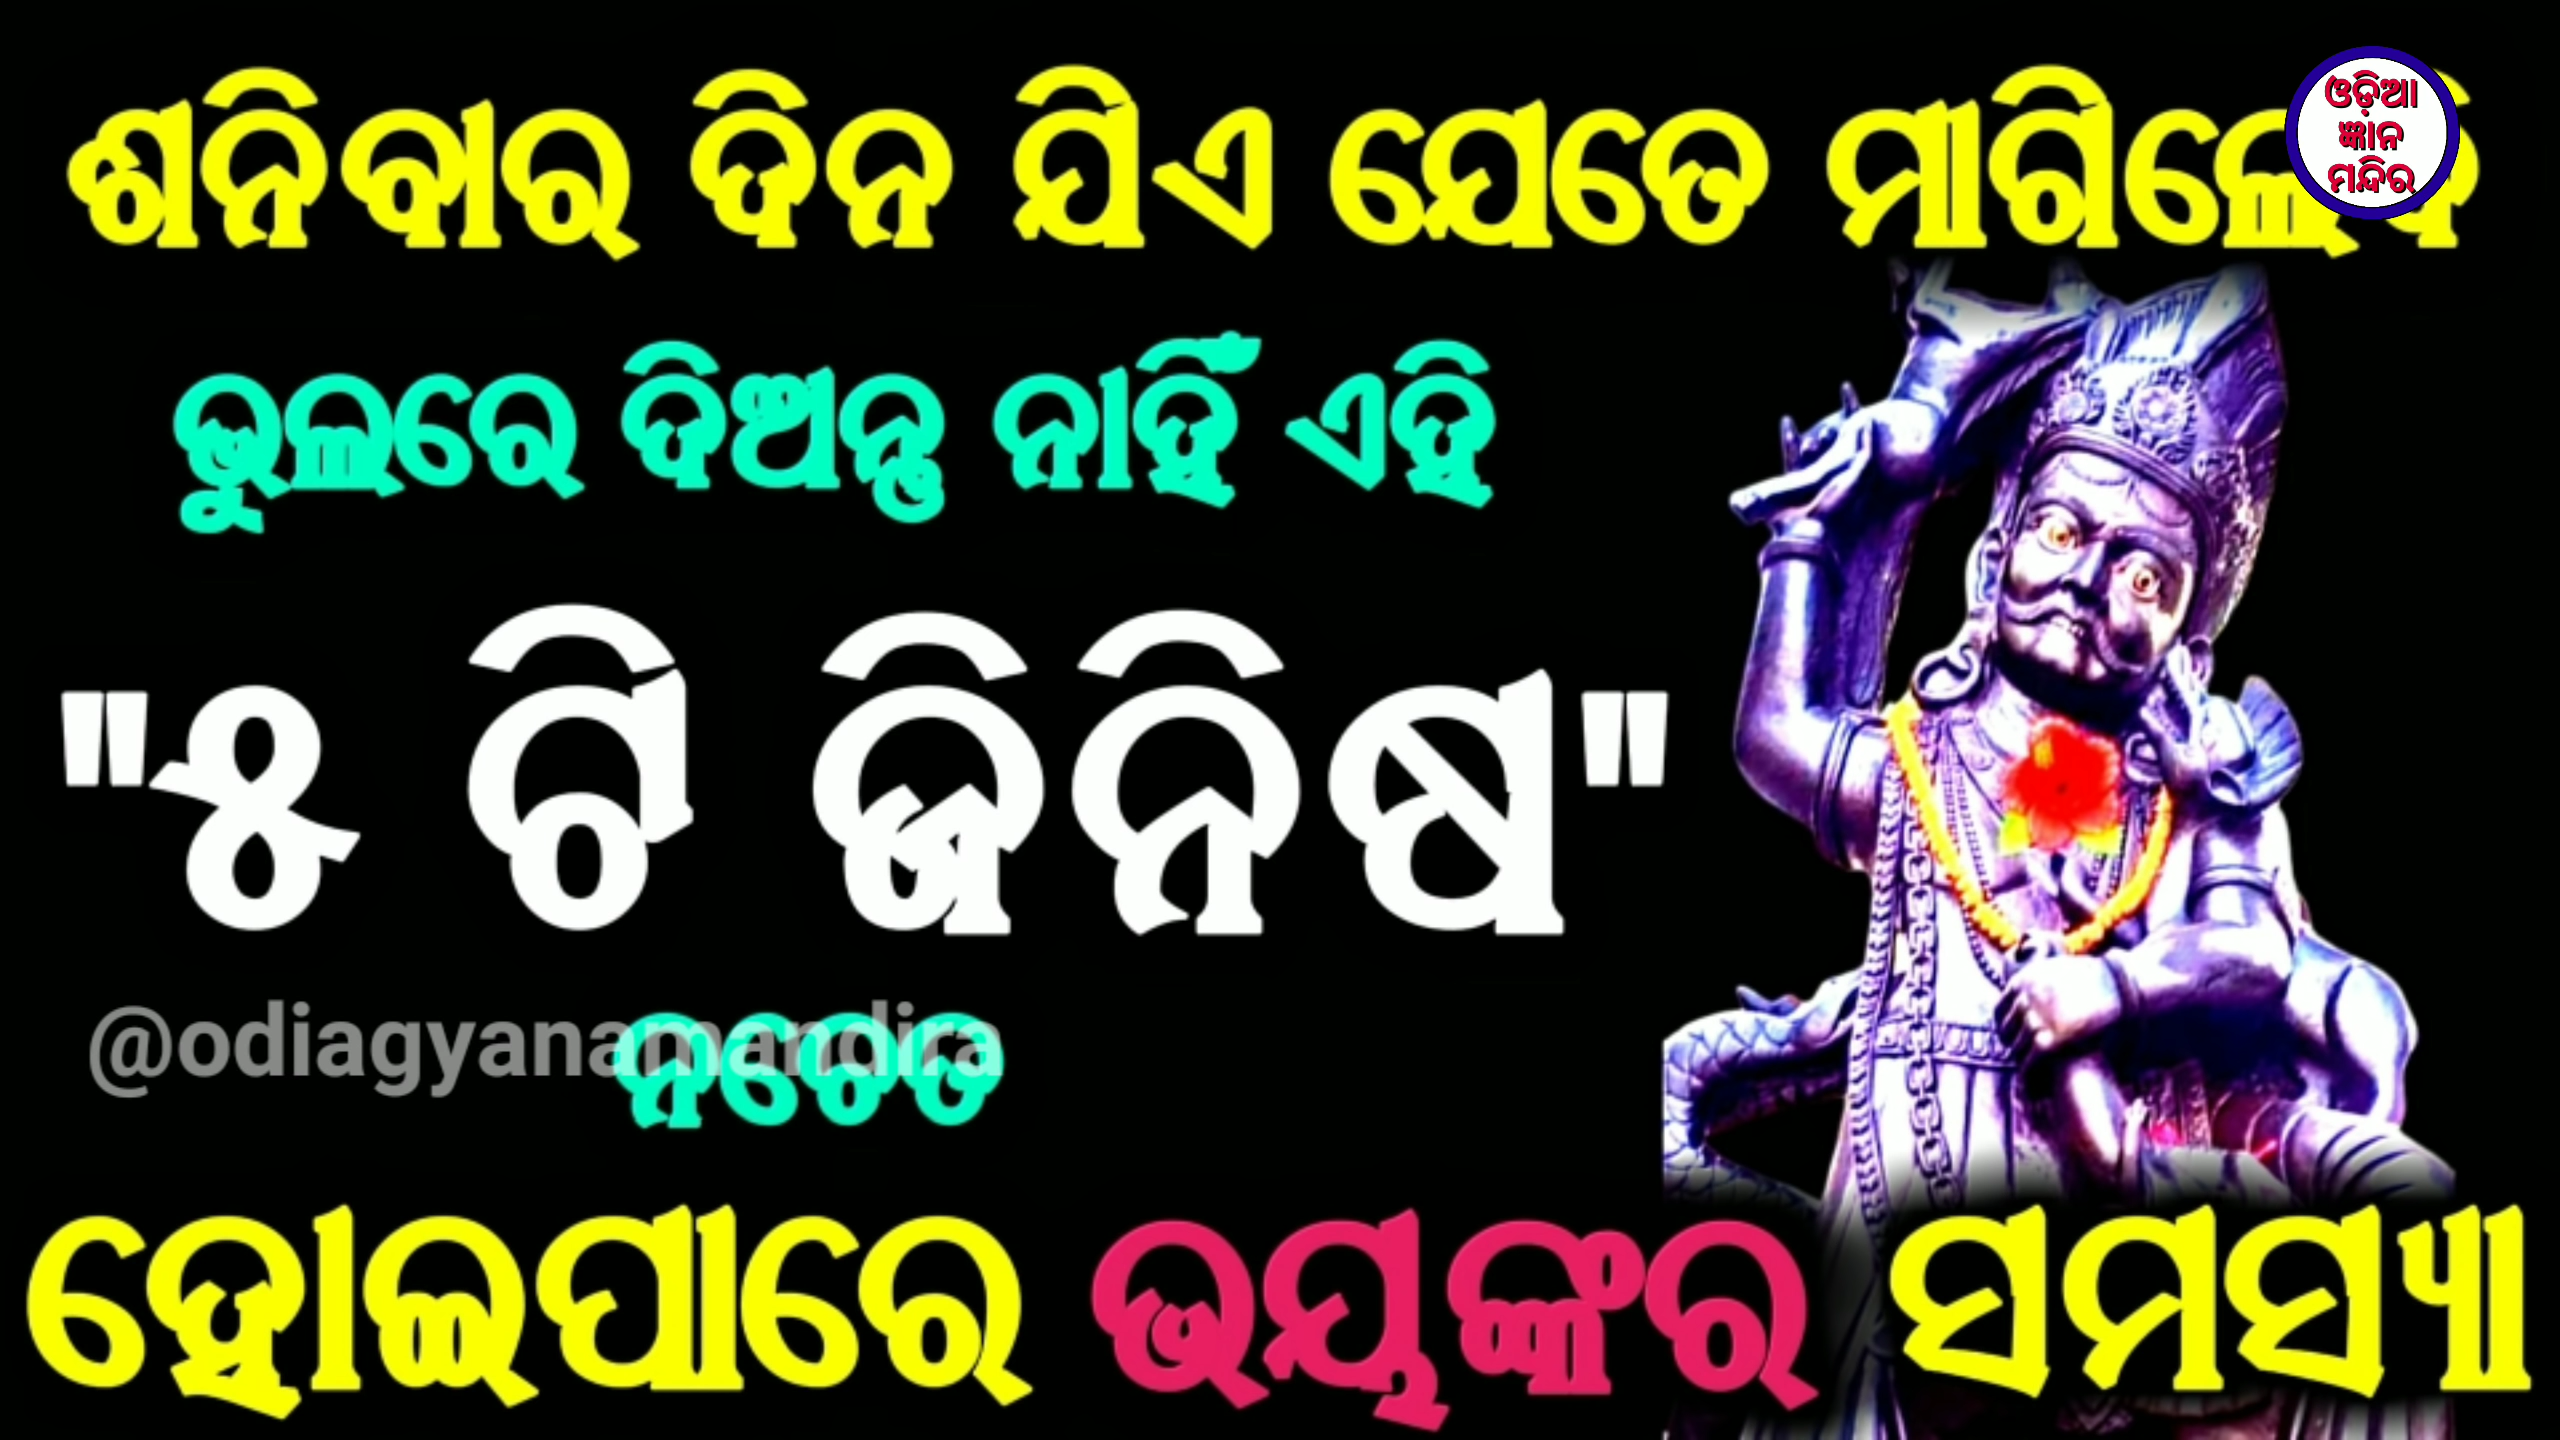 ଶନିବାର ଦିନ ଯିଏ ଯେତେ ମାଗିଲେବି
ଓଡ଼ିଆ
ଜ୍ଞାନ
ମନ୍ଦିର
ଭୁଲରେ ଦିଅନ୍ତୁ ନାହିଁ ଏହି
"୫ ଟି ଜିନିଷ"
@odiagyanamandira
ନଚେତ
ହୋଇପାରେ ଭୟଙ୍କର ସମସ୍ୟା